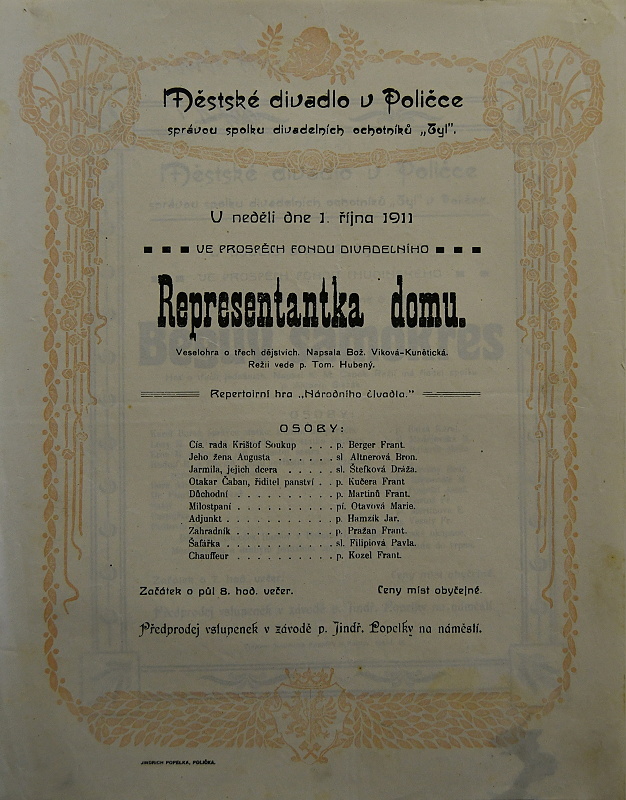 Městské divadlo v Poličce
správou spolku divadelních ochotníků „Tyl".
U neděli dne 1. října 1911
VE PROSPĚCH FONDU DIVADELNÍHO
Representantka domu.
Veselohra o třech dějstvích. Napsala Bož. Viková-Kunětická.
Režii vede p. Tom. Hubený.
Repertoirní hra „Národního čivadla."
OSOBY:
Cís. rada Krištof Soukup . . . p. Berger Frant.
Jeho žena Augusta . . . . . . sl Altnerová Bron.
Jarmila, jejich dcera . . . . . sl. Štefková Dráža.
Otakar Čaban, řiditel panství . . p. Kučera Frant
Důchodní . . . . . . . . . . p. Martinů Frant.
Milostpaní . . . . . . . . . . pí. Otavová Marie.
Adjunkt . . . . . . . . . . . p. Hamzík Jar.
Zahradník . . . . . . . . . . p. Pražan Frant.
Šafářka . . . . . . . . . . . sl. Filipiová Pavla.
Chauffeur . . . . . . . . . . p. Kozel Frant.
Začátek o půl 8. hod. večer. Ceny míst obyčejné.
Předprodej vstupenek v závodě p. Jindř. Popelky na náměstí.
JINDŘICH POPELKA, POLIČKA.